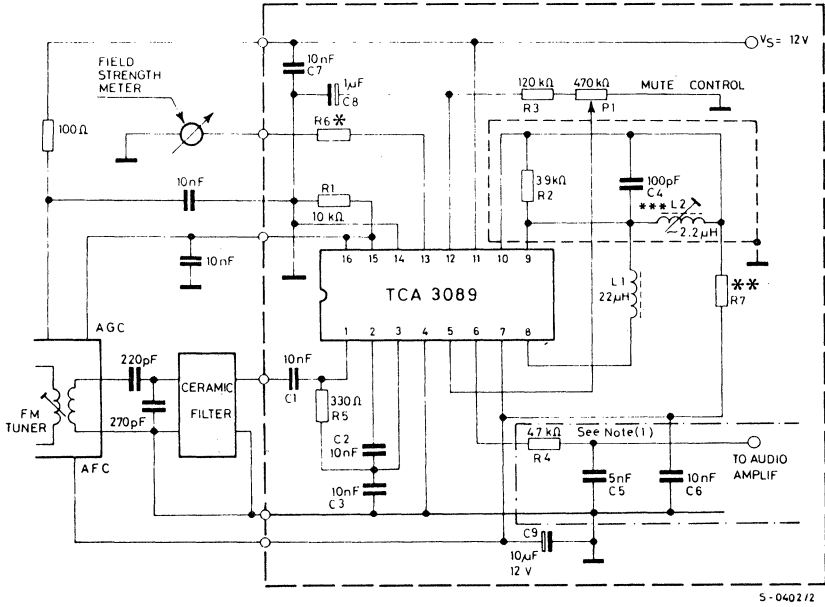 VS = 12V
10nF
C7
1µF
C8
FIELD
STRENGTH
METER
120 kΩ
R3
470kΩ
P1
MUTE CONTROL
100Ω
R6 *
10nF
R1
10 kΩ
39kΩ
R2
100pF
C4
*** L2
~2.2µH
10nF
16 15 14 13 12 11 10 9
TCA 3089
L1
22µH
**
R7
1 2 3 4 5 6 7 8
AGC
220pF
10nF
C1
CERAMIC
FILTER
FM
TUNER
270pF
330Ω
R5
C2
10nF
47kΩ
R4
See Note(1)
TO AUDIO
AMPLIF
10nF
C3
5nF
C5
10nF
C6
AFC
C9
10µF
12 V
S-0402/2